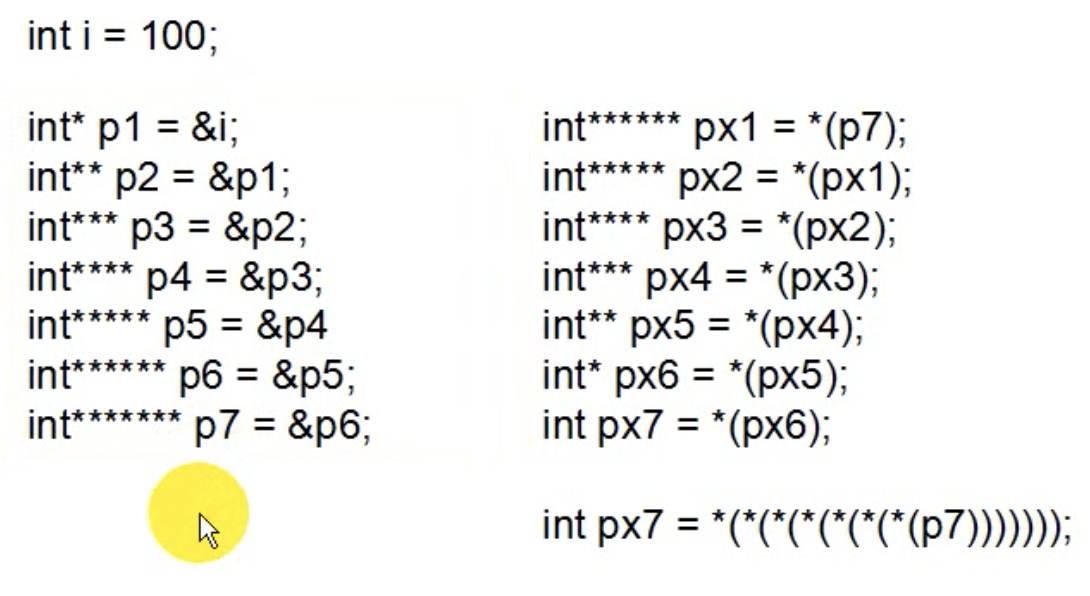 int i = 100;
int* p1 = &i;
int** p2 = &p1;
int*** p3 = &p2;
int**** p4 = &p3;
int***** p5 = &p4
int****** p6 = &p5;
int******* p7 = &p6;
int****** px1 = *(p7);
int***** px2 = *(px1);
int**** px3 = *(px2);
int*** px4 = *(px3);
int** px5 = *(px4);
int* px6 = *(px5);
int px7 = *(px6);
int px7 = *(*(*(*(*(*(*(p7)))))));